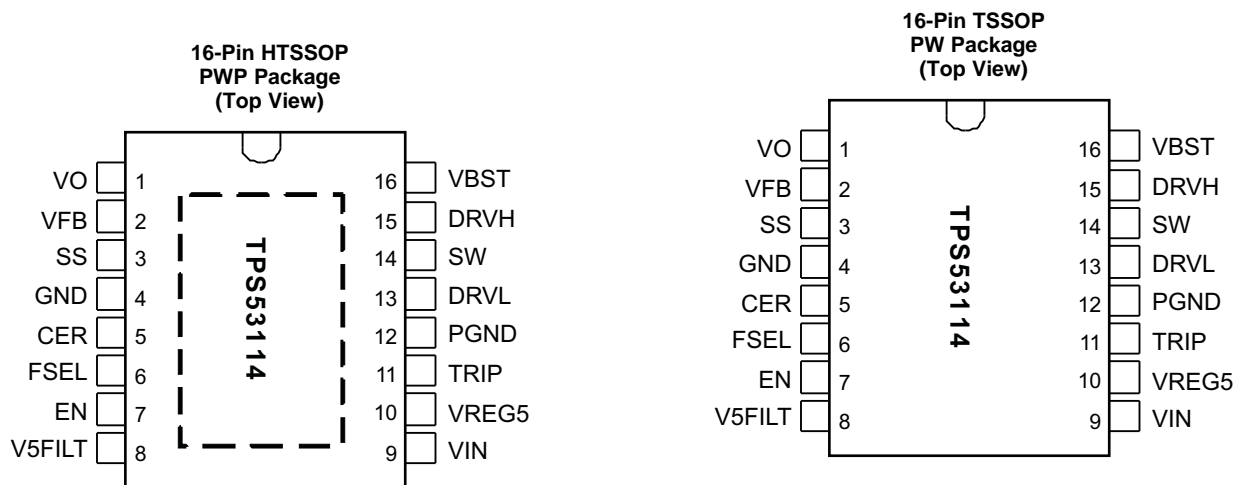 16-Pin HTSSOP
PWP Package
(Top View)
VO 1 16 VBST
VFB 2 15 DRVH
SS 3 14 SW
GND 4 13 DRVL
CER 5 12 PGND
FSEL 6 11 TRIP
EN 7 10 VREG5
V5FILT 8 9 VIN
TPS53114
16-Pin TSSOP
PW Package
(Top View)
VO 1 16 VBST
VFB 2 15 DRVH
SS 3 14 SW
GND 4 13 DRVL
CER 5 12 PGND
FSEL 6 11 TRIP
EN 7 10 VREG5
V5FILT 8 9 VIN
TPS53114